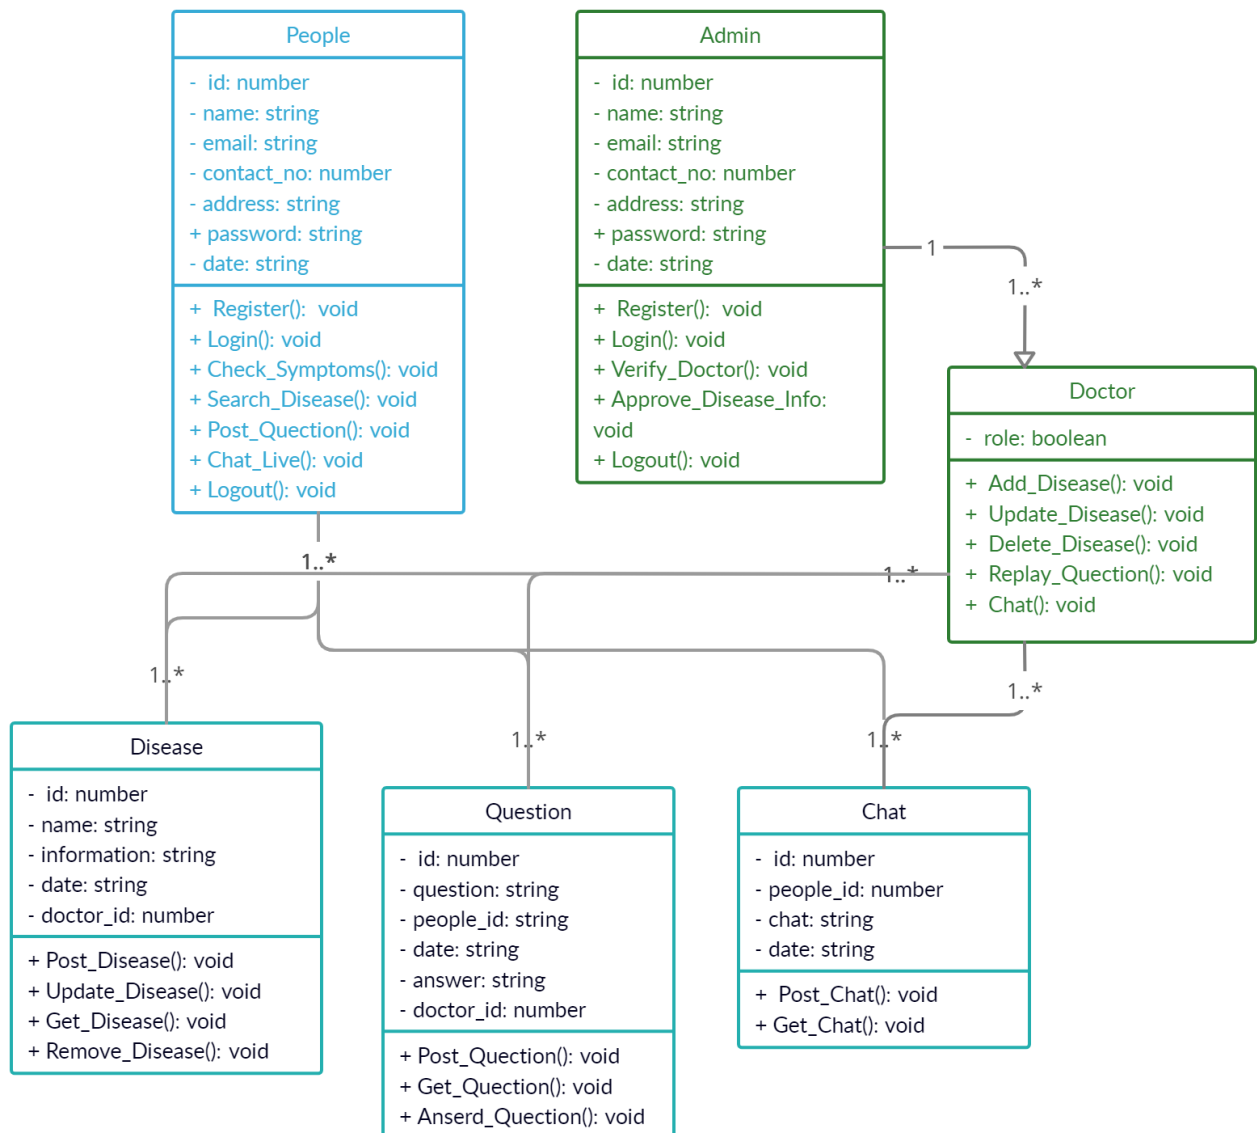 People
- id: number
- name: string
- email: string
- contact_no: number
- address: string
+ password: string
- date: string
+ Register(): void
+ Login(): void
+ Check_Symptoms(): void
+ Search_Disease(): void
+ Post_Quection(): void
+ Chat_Live(): void
+ Logout(): void
Admin
- id: number
- name: string
- email: string
- contact_no: number
- address: string
+ password: string
- date: string
+ Register(): void
+ Login(): void
+ Verify_Doctor(): void
+ Approve_Disease_Info:
void
+ Logout(): void
1
1..*
Doctor
- role: boolean
+ Add_Disease(): void
+ Update_Disease(): void
+ Delete_Disease(): void
+ Replay_Quection(): void
+ Chat(): void
1..*
1..*
1..*
1..*
1..*
1..*
Disease
- id: number
- name: string
- information: string
- date: string
- doctor_id: number
+ Post_Disease(): void
+ Update_Disease(): void
+ Get_Disease(): void
+ Remove_Disease(): void
Question
- id: number
- question: string
- people_id: string
- date: string
- answer: string
- doctor_id: number
+ Post_Quection(): void
+ Get_Quection(): void
+ Anserd_Quection(): void
Chat
- id: number
- people_id: number
- chat: string
- date: string
+ Post_Chat(): void
+ Get_Chat(): void